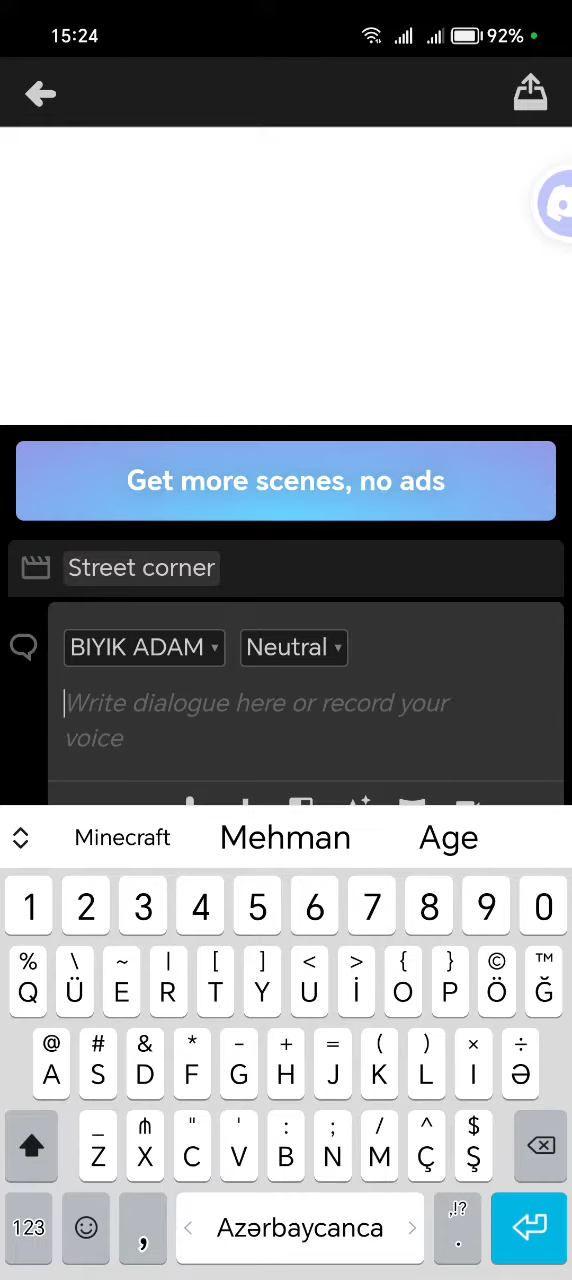 15:24
92%
Get more scenes, no ads
Street corner
BIYIK ADAM ▾ Neutral ▾
Write dialogue here or record your
voice
Minecraft Mehman Age
1 2 3 4 5 6 7 8 9 0
% \ ~ | [ ] < > { } © ™
Q Ü E R T Y U İ O P Ö Ğ
@ # & * - + = ( ) × ÷
A S D F G H J K L I Ə
_ ₼ " ' : ; / ^ $
Z X C V B N M Ç Ş
,!?
123 , < Azərbaycanca > .